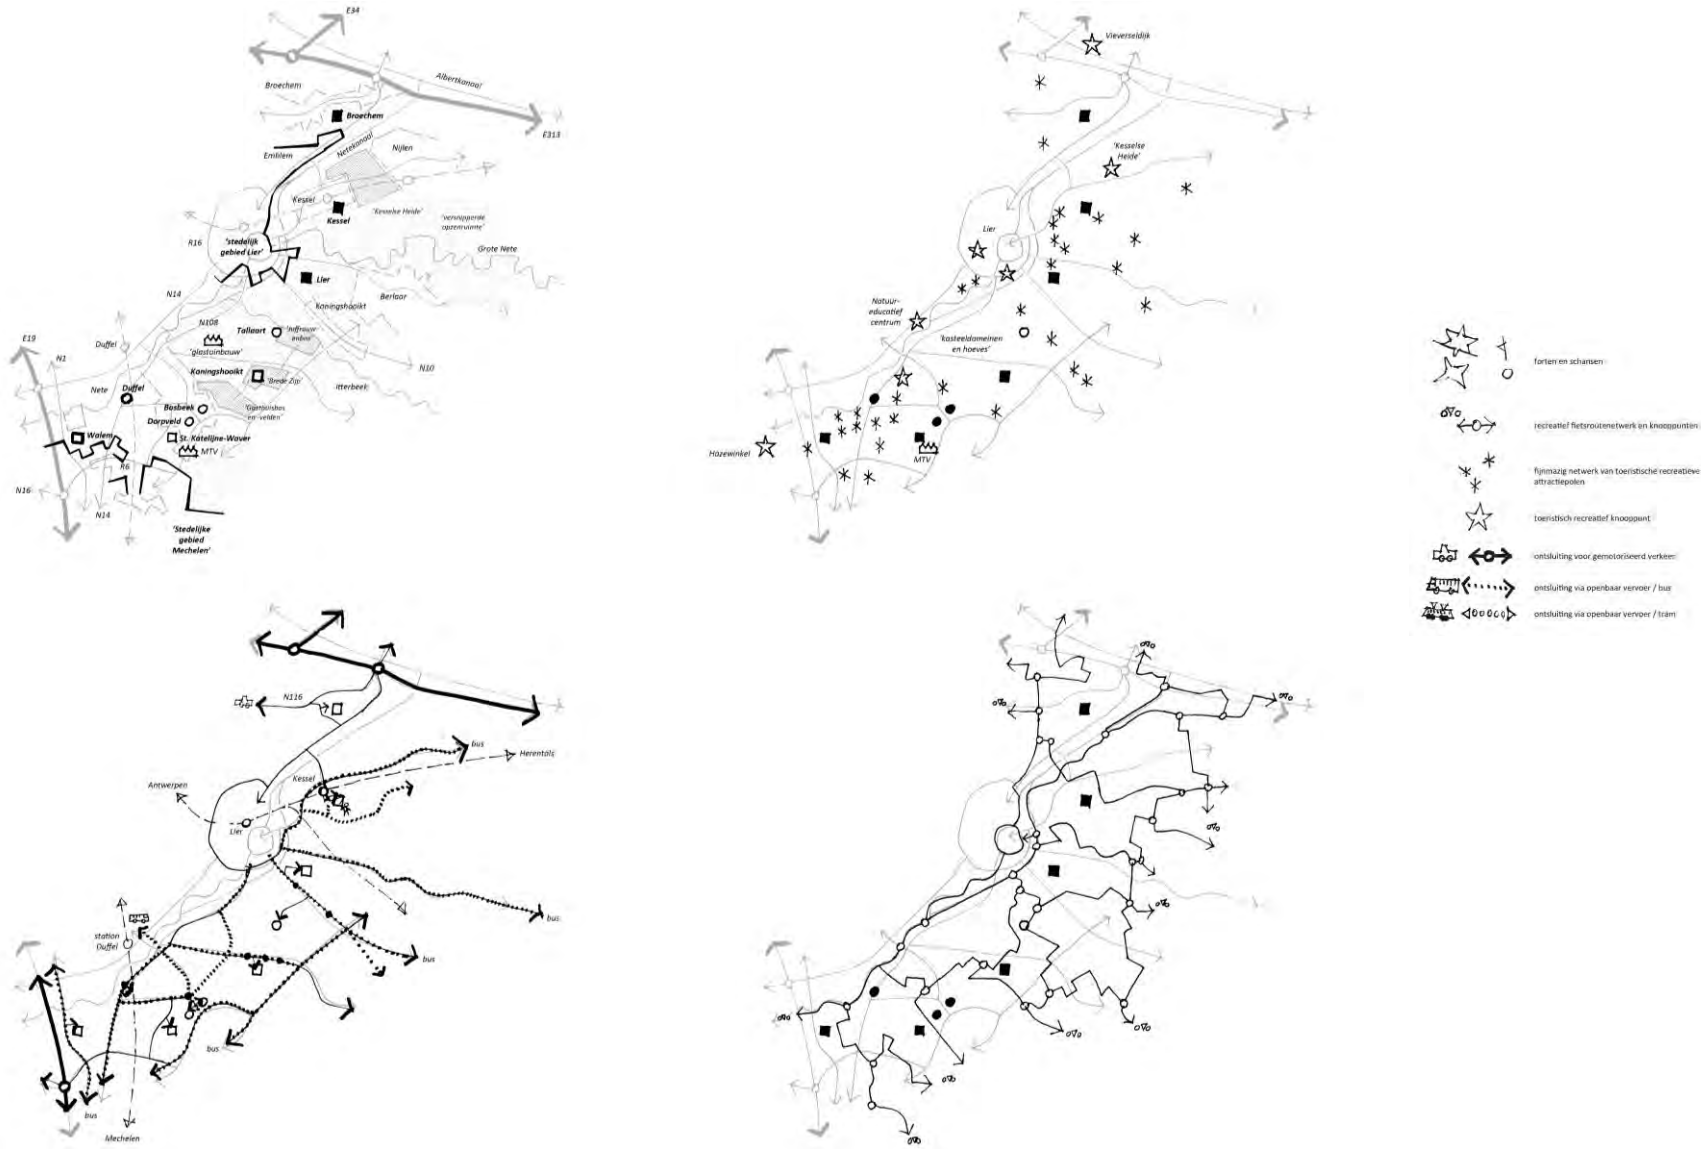 E34
Albertkanaal
Broechem
Broechem
E313
Netekanaal
Nijlen
Emblem
Kessel
'Kesselse Heide'
Kessel
'versnipperde
openruimte'
R16
'stedelijk
gebied Lier'
Grote Nete
Lier
N14
Berlaar
Koningshooikt
N108
Tallaart
E19
N1
Duffel
'glastuinbouw'
N10
Koningshooikt
Itterbeek
Nete
Duffel
Bosbeek
Dorpveld
Walem
St. Katelijne-Waver
MTV
R6
N16
N14
'Stedelijke
gebied
Mechelen'
Vieverseldijk
'Kesselse
Heide'
Lier
Natuur-
educatief
centrum
'kasteeldomeinen
en hoeves'
Hazewinkel
MTV
forten en schansen
recreatief fietsroutenetwerk en knooppunten
fijnmazig netwerk van toeristische recreatieve
attractiepolen
toeristisch recreatief knooppunt
ontsluiting voor gemotoriseerd verkeer
ontsluiting via openbaar vervoer / bus
ontsluiting via openbaar vervoer / tram
N116
bus
Herentals
Kessel
Antwerpen
Lier
bus
station
Duffel
bus
bus
bus
Mechelen